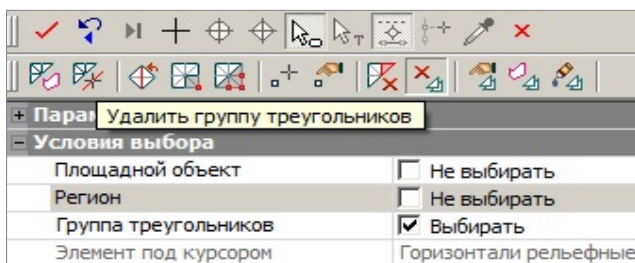 Парам
Удалить группу треугольников
Условия выбора
Площадной объект Не выбирать
Регион Не выбирать
Группа треугольников Выбирать
Элемент под курсором Горизонтали рельефные